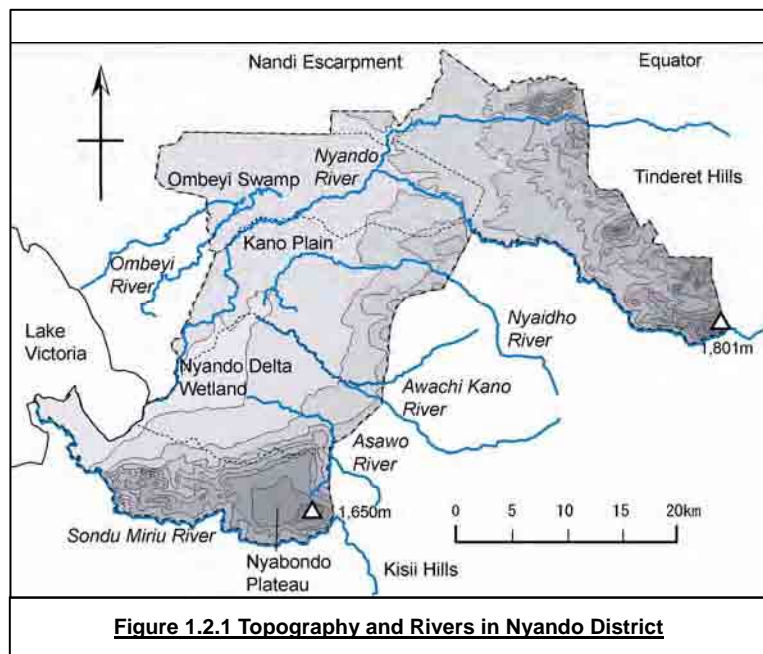 Nandi Escarpment
Equator
Nyando
River
Ombeyi Swamp
Tinderet Hills
Kano Plain
Ombeyi
River
Nyaidho
River
Lake
Victoria
1,801m
Nyando Delta
Wetland
Awachi Kano
River
Asawo
River
1,650m
0 5 10 20km
Sondu Miriu River
Nyabondo
Plateau
Kisii Hills
Figure 1.2.1 Topography and Rivers in Nyando District